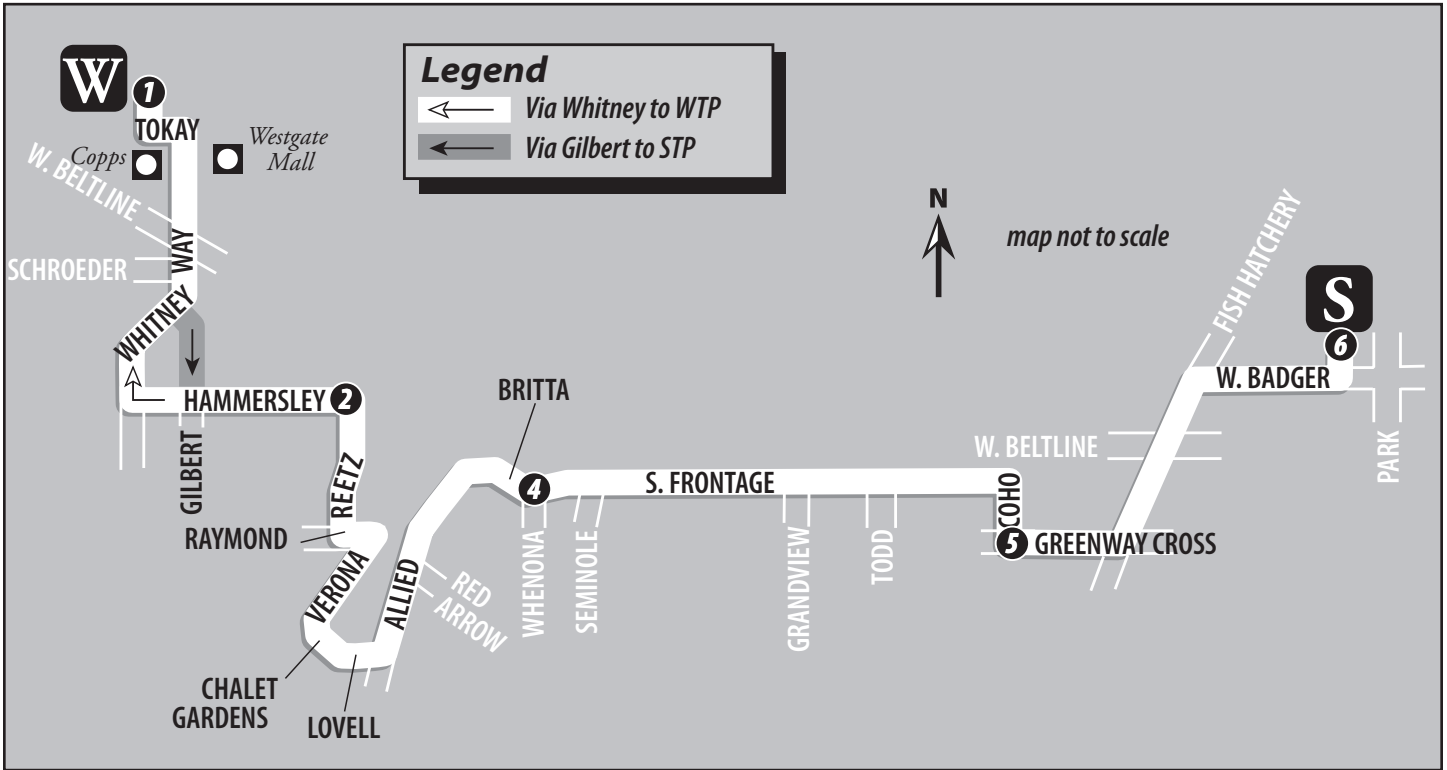 W
1
TOKAY
Copps
Westgate
Mall
W. BELTLINE
SCHROEDER
WAY
WHITNEY
Legend
Via Whitney to WTP
Via Gilbert to STP
N
map not to scale
FISH HATCHERY
S
6
W. BADGER
PARK
HAMMERSLEY
2
GILBERT
REETZ
RAYMOND
VERONA
CHALET
GARDENS
LOVELL
ALLIED
RED
ARROW
BRITTA
4
WHENONA
SEMINOLE
S. FRONTAGE
GRANDVIEW
TODD
W. BELTLINE
COHO
5
GREENWAY CROSS